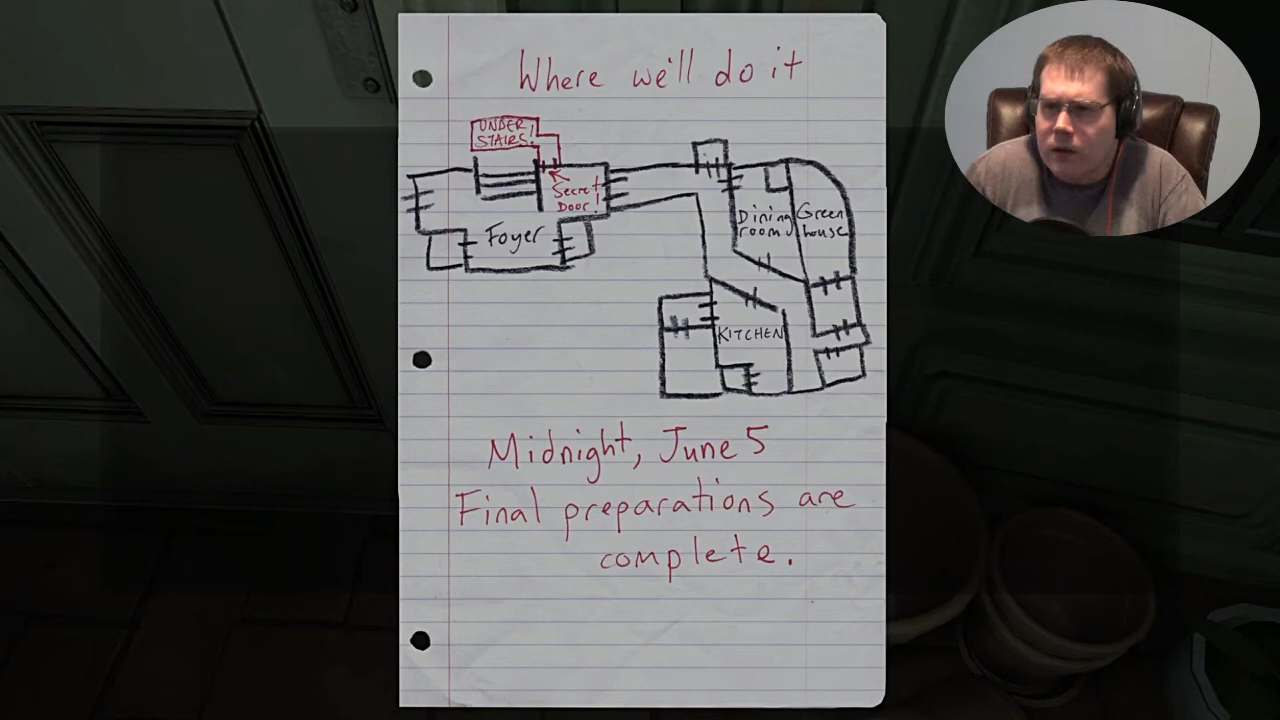 Where we'll do it
UNDER
STAIRS!
Secret
Door!
Foyer
Dining
room
Green
house
KITCHEN
Midnight, June 5
Final preparations are
complete.